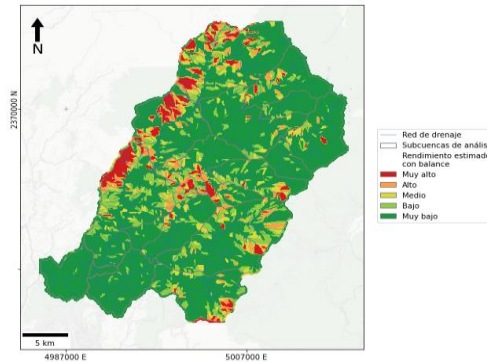 N
2370000 N
Red de drenaje
Subcuencas de anális
Rendimiento estimado
con balance
Muy alto
Alto
Medio
Bajo
Muy bajo
5 km
4987000 E
5007000 E